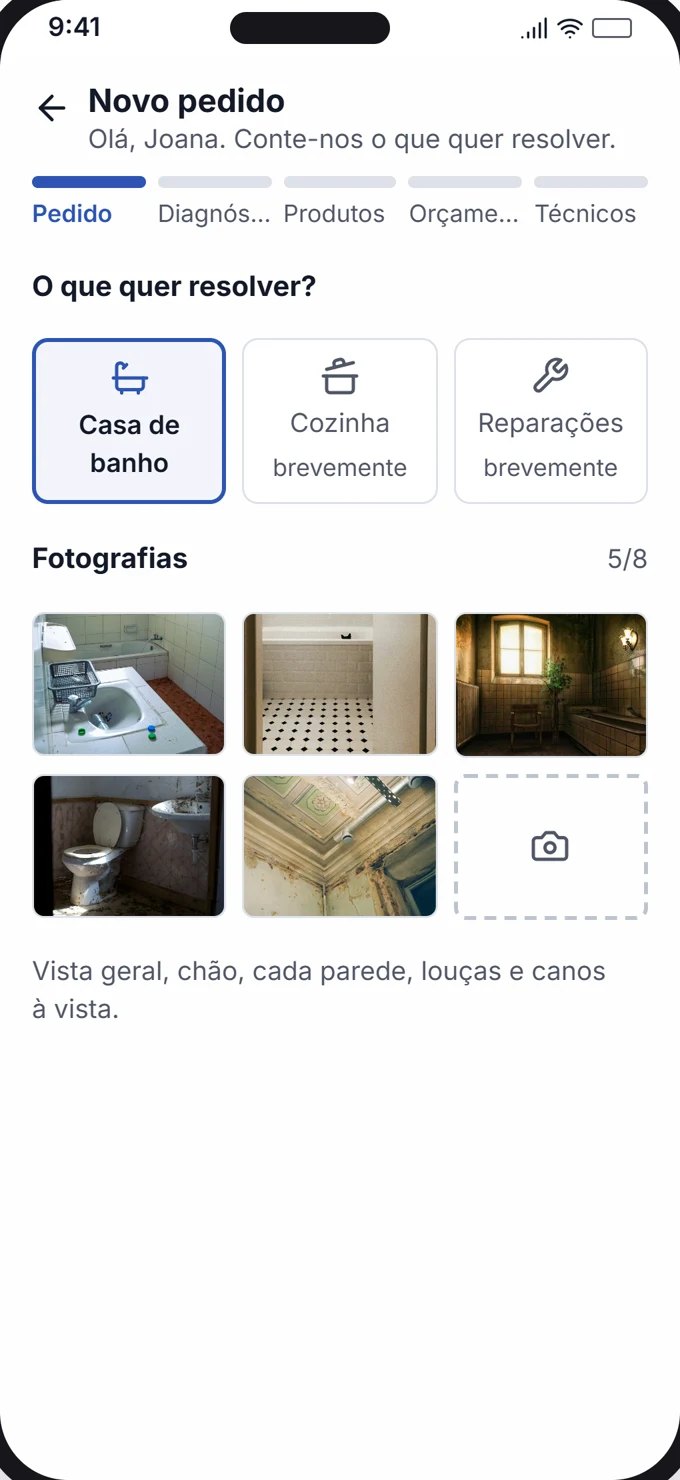 9:41
Novo pedido
Olá, Joana. Conte-nos o que quer resolver.
Pedido
Diagnós...
Produtos
Orçame...
Técnicos
O que quer resolver?
Casa de
banho
Cozinha
brevemente
Reparações
brevemente
Fotografias
5/8
Vista geral, chão, cada parede, louças e canos
à vista.